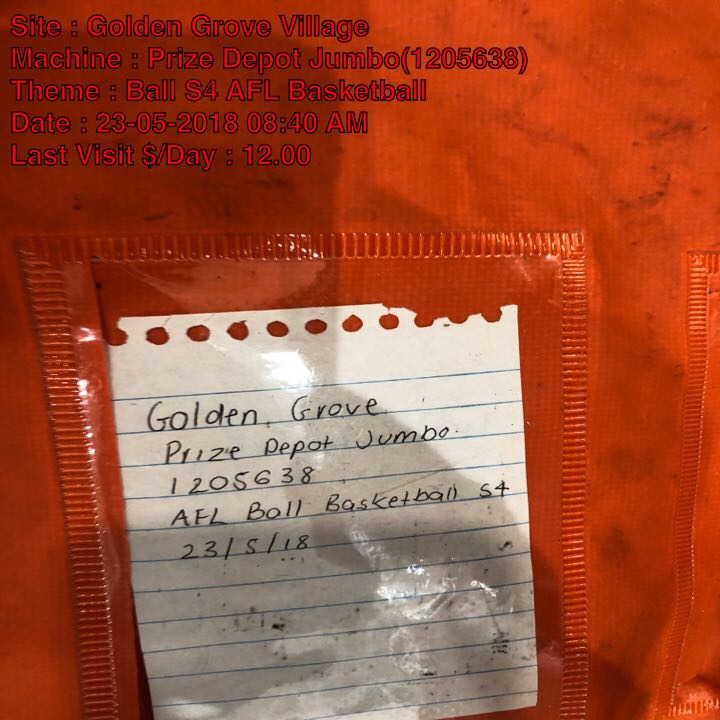 Site : Golden Grove Village
Machine : Prize Depot Jumbo(1205638)
Theme : Ball S4 AFL Basketball
Date : 23-05-2018 08:40 AM
Last Visit $/Day : 12.00
Golden. Grove.
Prize Depot Jumbo.
1205638
AFL Ball Basketball S4
23/5/18